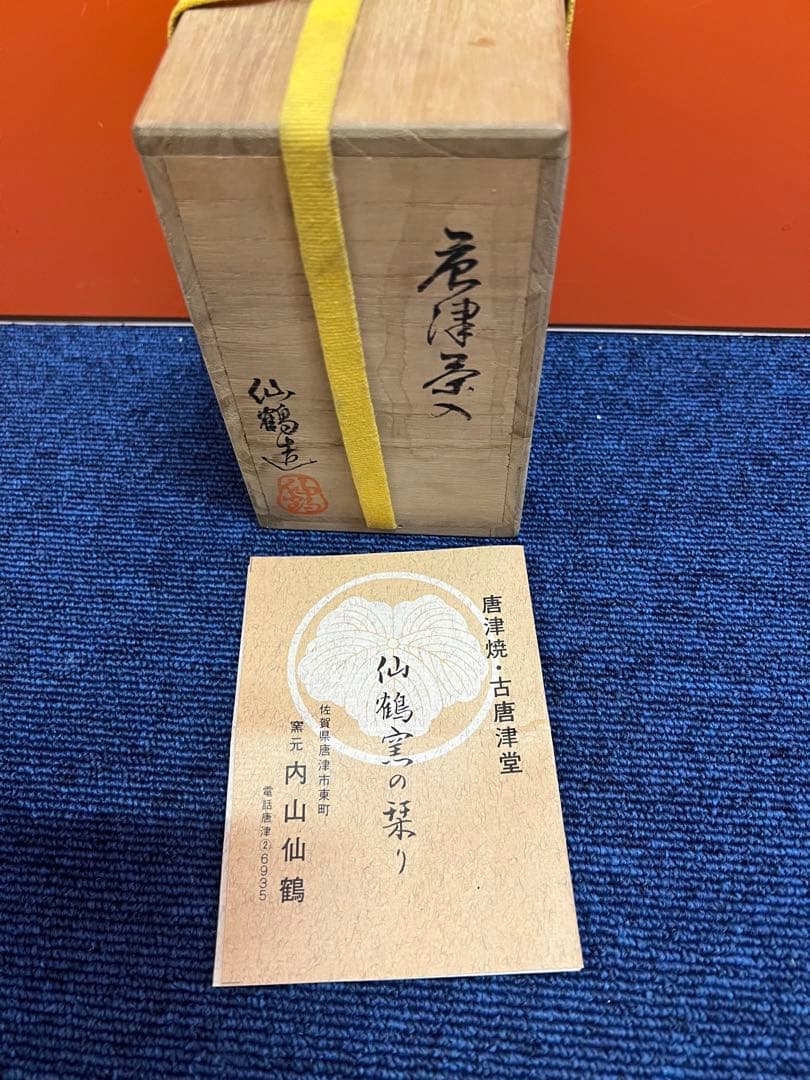 唐津茶入
仙鶴造
唐津焼・古唐津堂
仙鶴窯の栞り
佐賀県唐津市東町
窯元 内山仙鶴
電話唐津②6935